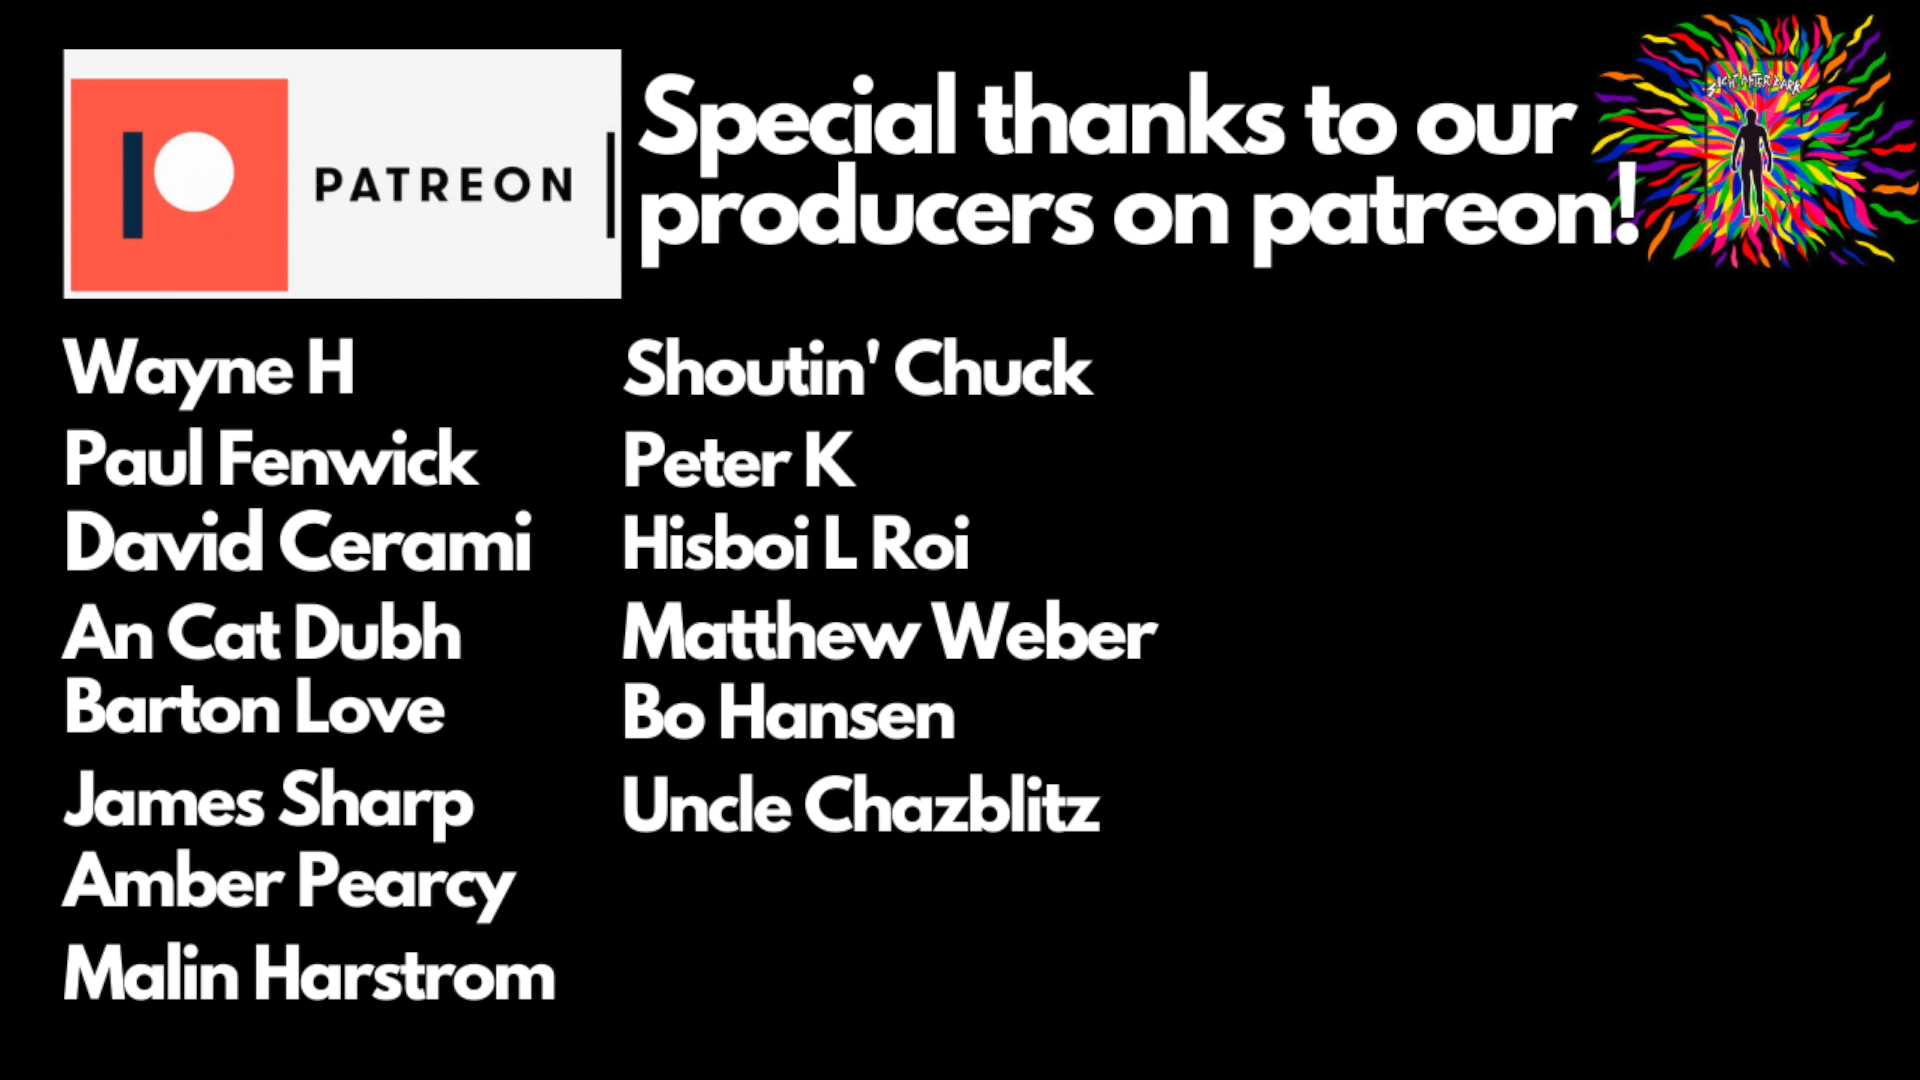 PATREON
Special thanks to our
producers on patreon!
Wayne H
Paul Fenwick
David Cerami
An Cat Dubh
Barton Love
James Sharp
Amber Pearcy
Malin Harstrom
Shoutin' Chuck
Peter K
Hisboi L Roi
Matthew Weber
Bo Hansen
Uncle Chazblitz